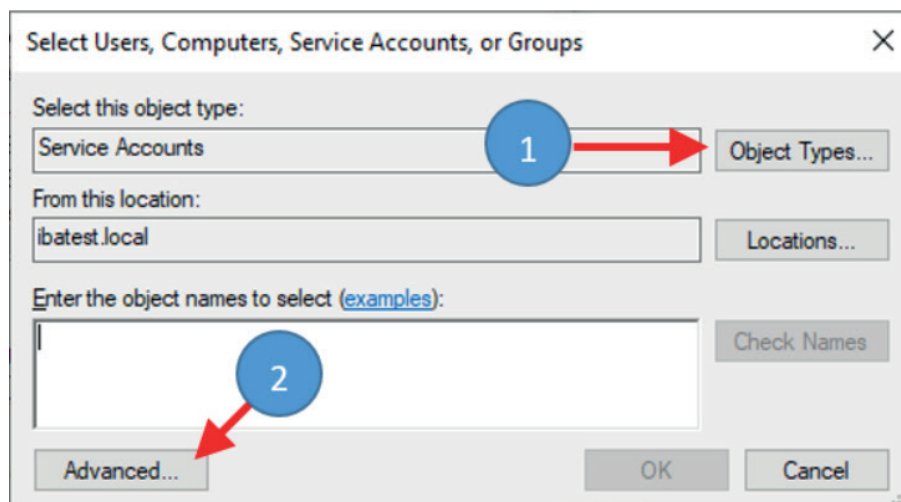 Select Users, Computers, Service Accounts, or Groups
Select this object type:
Service Accounts
1
Object Types...
From this location:
ibatest.local
Locations...
Enter the object names to select (examples):
Check Names
2
Advanced...
OK
Cancel